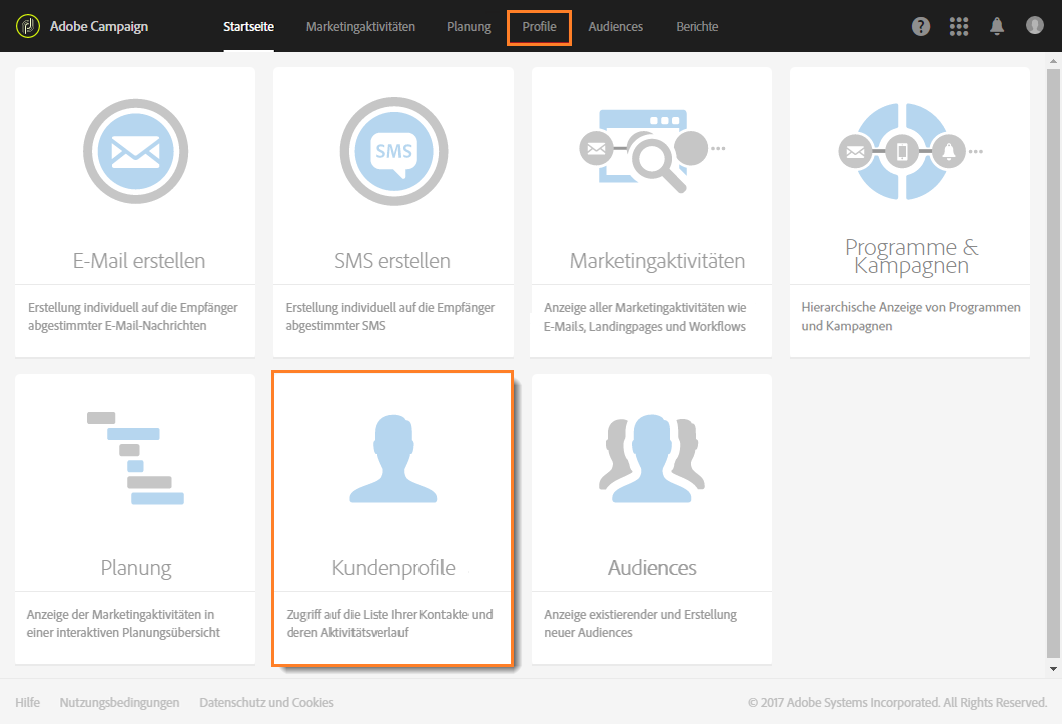 Adobe Campaign
Startseite
Marketingaktivitäten
Planung
Profile
Audiences
Berichte
?
SMS
E-Mail erstellen
SMS erstellen
Marketingaktivitäten
Programme &
Kampagnen
Erstellung individuell auf die Empfänger
abgestimmter E-Mail-Nachrichten
Erstellung individuell auf die Empfänger
abgestimmter SMS
Anzeige aller Marketingaktivitäten wie
E-Mails, Landingpages und Workflows
Hierarchische Anzeige von Programmen
und Kampagnen
Planung
Kundenprofile
Audiences
Anzeige der Marketingaktivitäten in
einer interaktiven Planungsübersicht
Zugriff auf die Liste Ihrer Kontakte und
deren Aktivitätsverlauf
Anzeige existierender und Erstellung
neuer Audiences
Hilfe
Nutzungsbedingungen
Datenschutz und Cookies
© 2017 Adobe Systems Incorporated. All Rights Reserved.